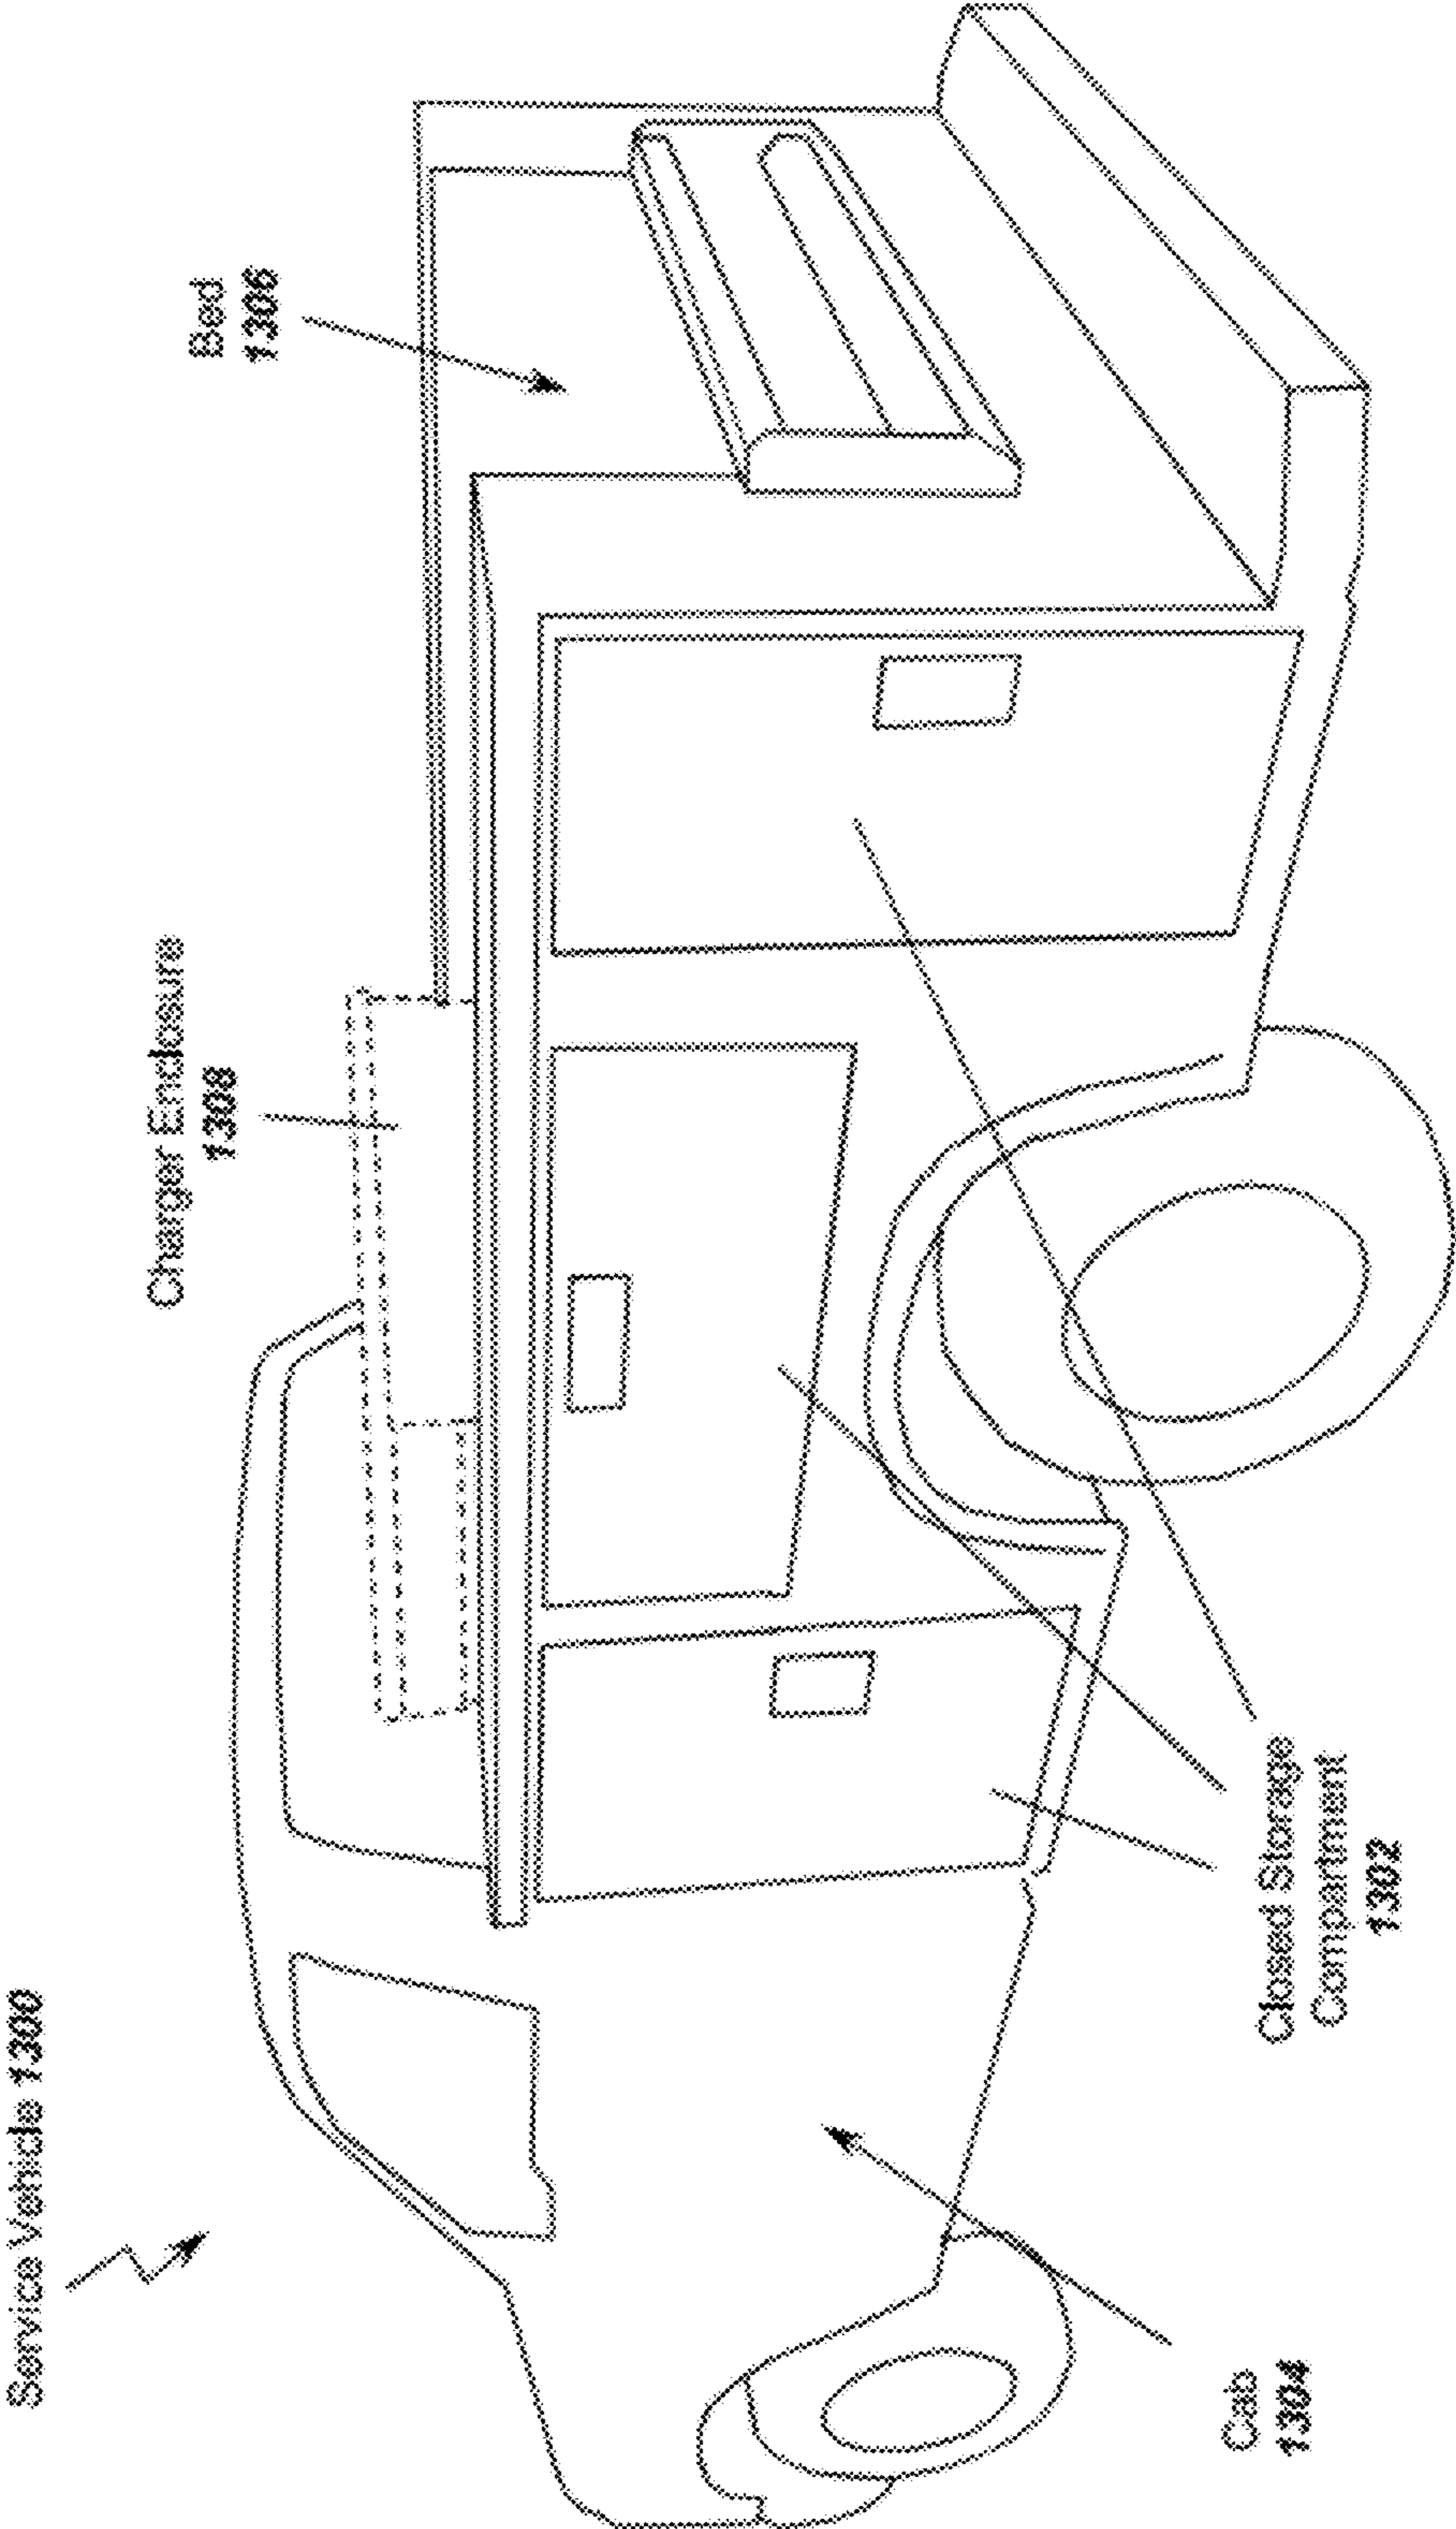 Service Vehicle 1300
Charger Enclosure
1308
Bed
1306
Cab
1304
Closed Storage
Compartment
1302